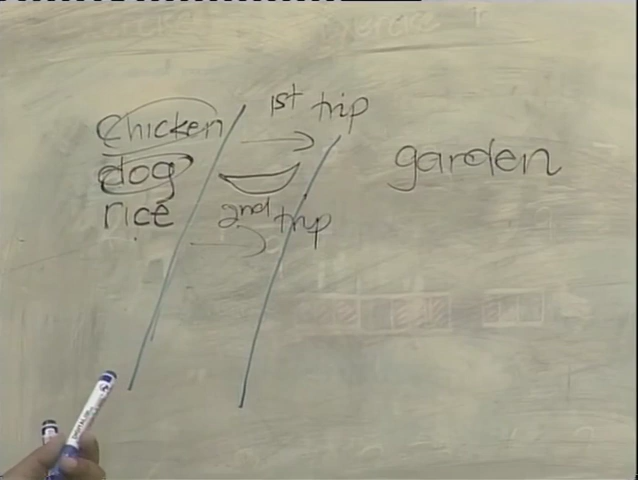 1st trip
Chicken
dog
garden
rice
2nd trip